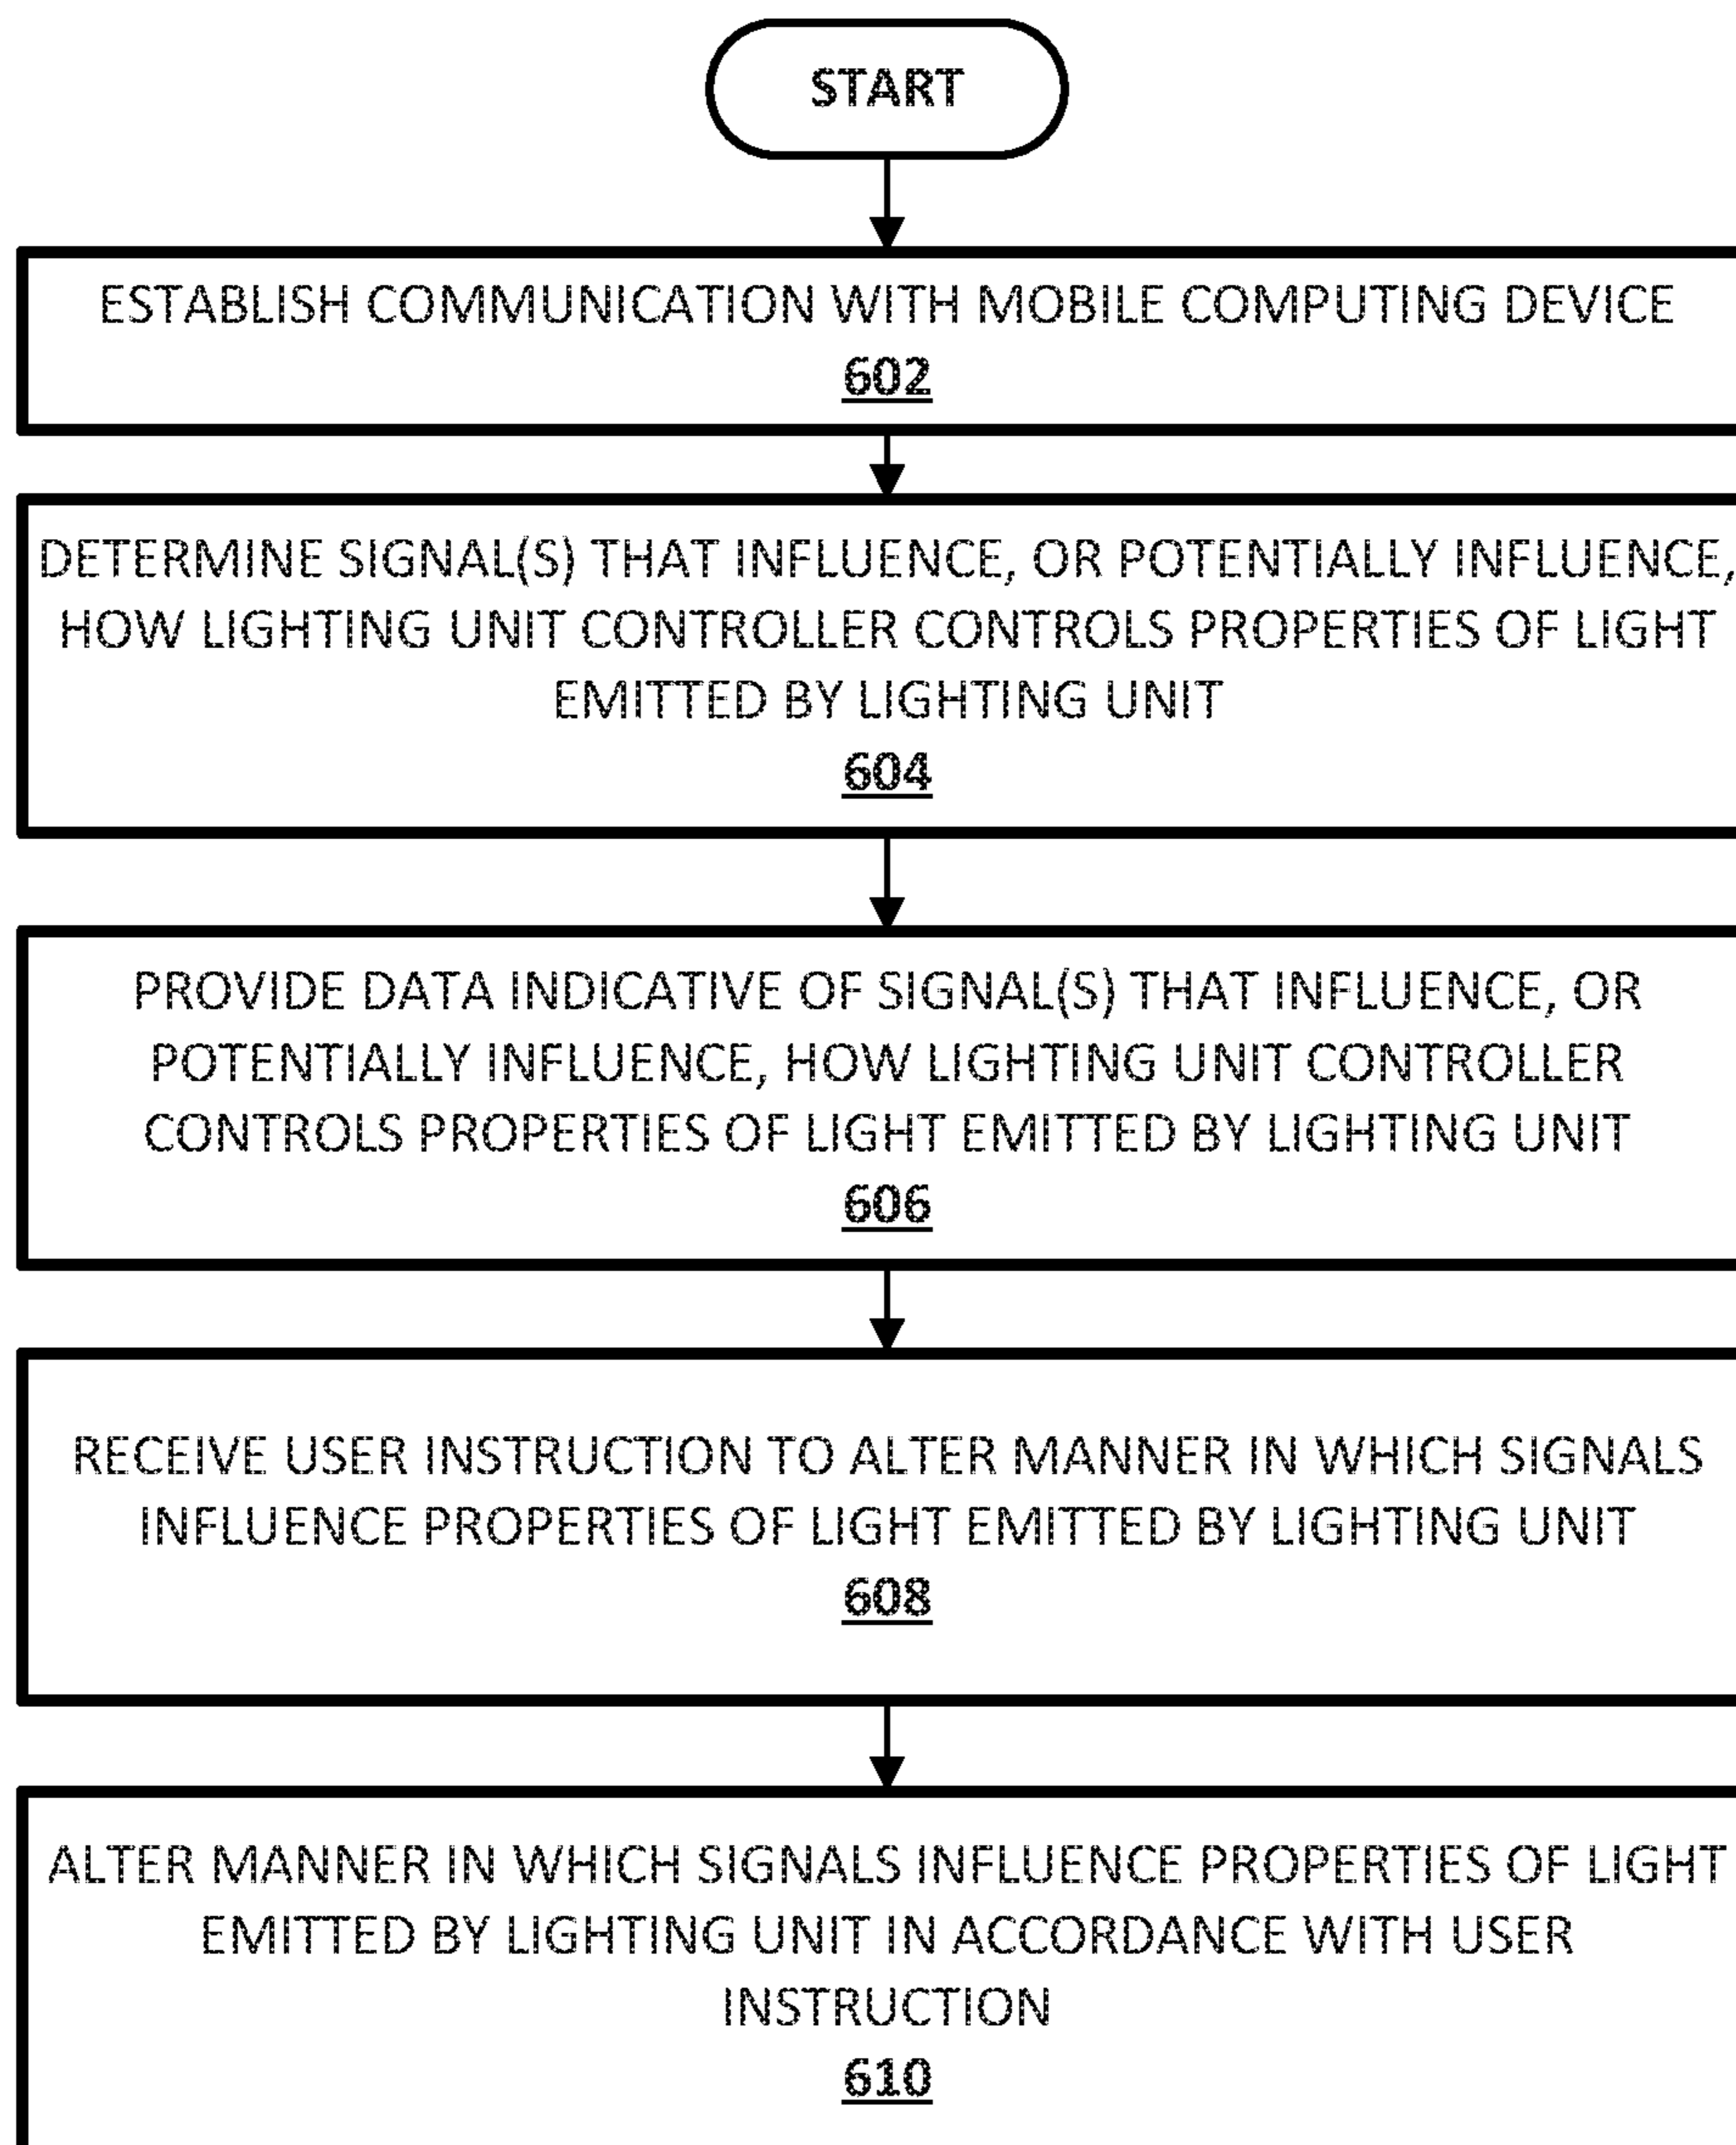 START
ESTABLISH COMMUNICATION WITH MOBILE COMPUTING DEVICE
602
DETERMINE SIGNAL(S) THAT INFLUENCE, OR POTENTIALLY INFLUENCE,
HOW LIGHTING UNIT CONTROLLER CONTROLS PROPERTIES OF LIGHT
EMITTED BY LIGHTING UNIT
604
PROVIDE DATA INDICATIVE OF SIGNAL(S) THAT INFLUENCE, OR
POTENTIALLY INFLUENCE, HOW LIGHTING UNIT CONTROLLER
CONTROLS PROPERTIES OF LIGHT EMITTED BY LIGHTING UNIT
606
RECEIVE USER INSTRUCTION TO ALTER MANNER IN WHICH SIGNALS
INFLUENCE PROPERTIES OF LIGHT EMITTED BY LIGHTING UNIT
608
ALTER MANNER IN WHICH SIGNALS INFLUENCE PROPERTIES OF LIGHT
EMITTED BY LIGHTING UNIT IN ACCORDANCE WITH USER
INSTRUCTION
610